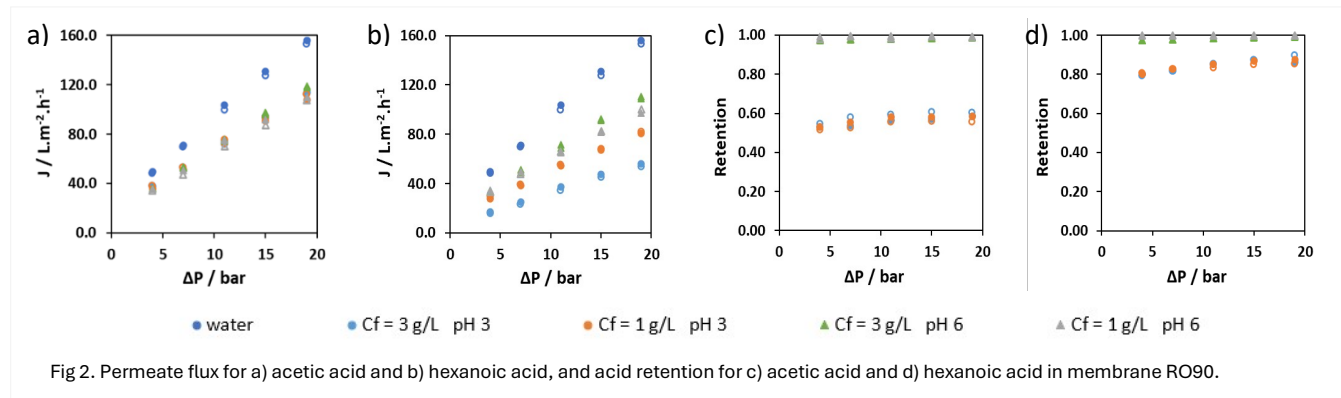 a)
160.0
120.0
80.0
40.0
0.0
J / L.m⁻².h⁻¹
0 5 10 15 20
ΔP / bar
b)
160.0
120.0
80.0
40.0
0.0
J / L.m⁻².h⁻¹
0 5 10 15 20
ΔP / bar
c)
1.00
0.80
0.60
0.40
0.20
0.00
Retention
0 5 10 15 20
ΔP / bar
d)
1.00
0.80
0.60
0.40
0.20
0.00
Retention
0 5 10 15 20
ΔP / bar
water Cf = 3 g/L pH 3 Cf = 1 g/L pH 3 Cf = 3 g/L pH 6 Cf = 1 g/L pH 6
Fig 2. Permeate flux for a) acetic acid and b) hexanoic acid, and acid retention for c) acetic acid and d) hexanoic acid in membrane RO90.